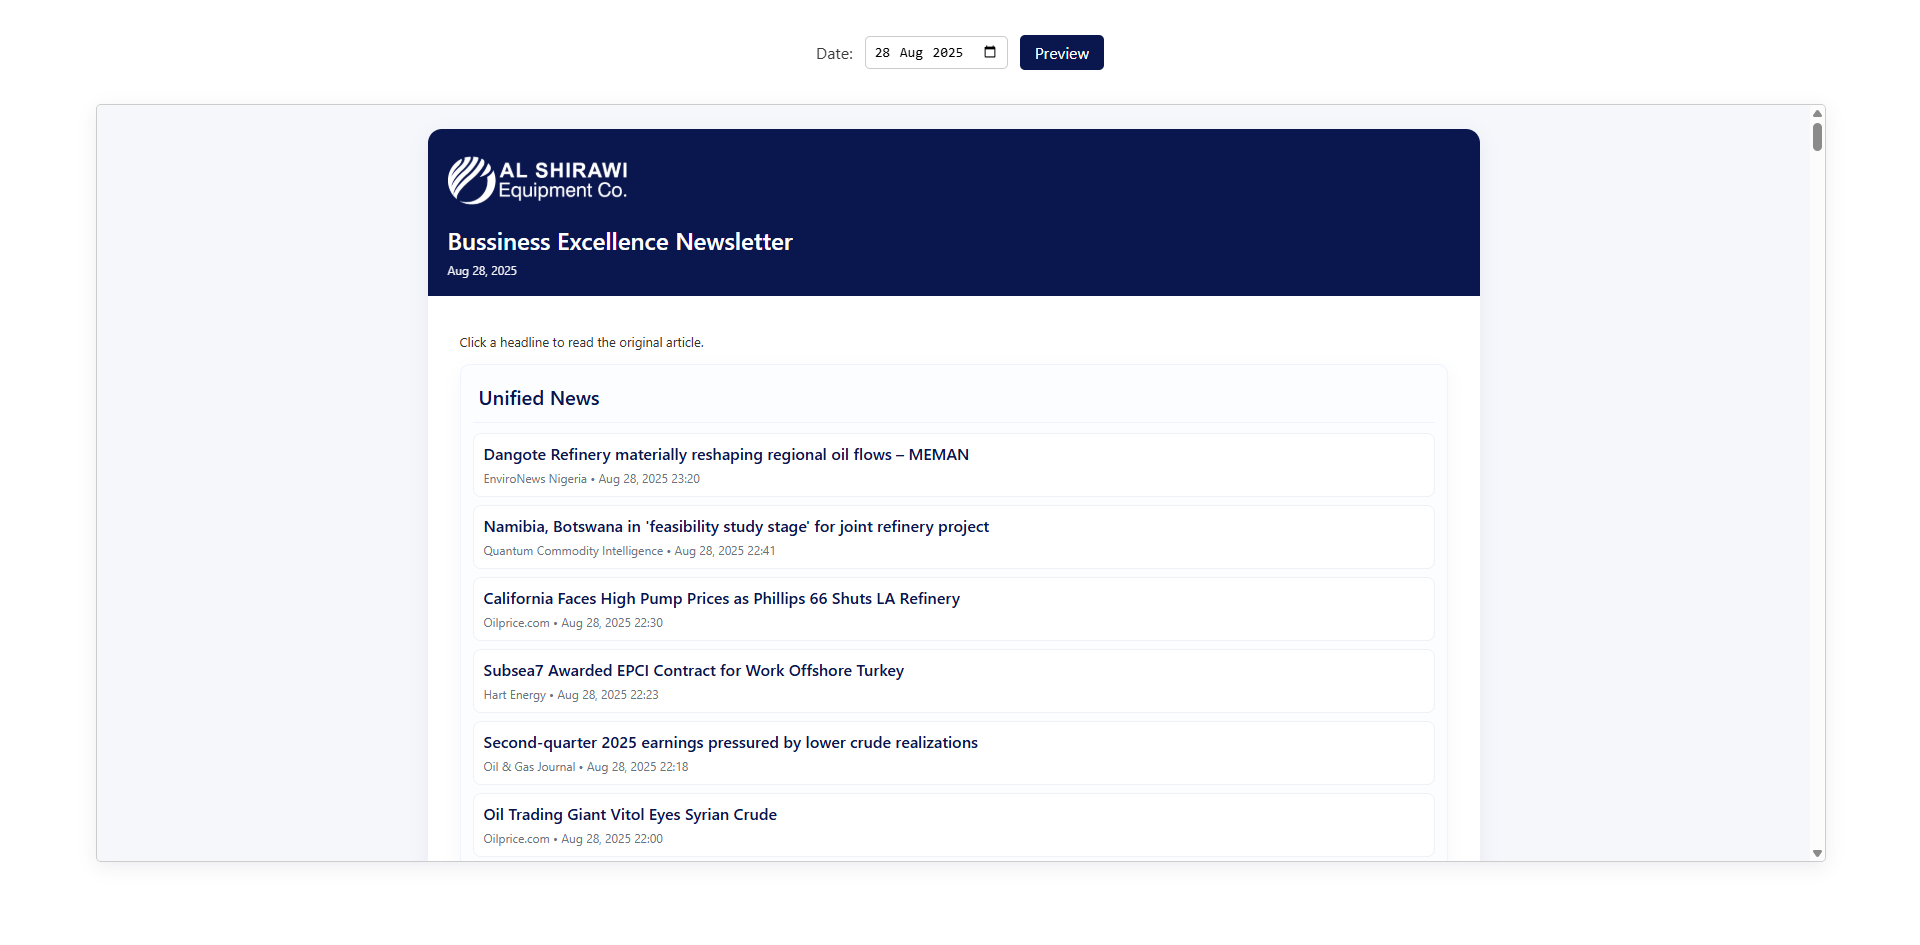 Date: 28 Aug 2025 Preview
AL SHIRAWI
Equipment Co.
Bussiness Excellence Newsletter
Aug 28, 2025
Click a headline to read the original article.
Unified News
Dangote Refinery materially reshaping regional oil flows – MEMAN
EnviroNews Nigeria • Aug 28, 2025 23:20
Namibia, Botswana in 'feasibility study stage' for joint refinery project
Quantum Commodity Intelligence • Aug 28, 2025 22:41
California Faces High Pump Prices as Phillips 66 Shuts LA Refinery
Oilprice.com • Aug 28, 2025 22:30
Subsea7 Awarded EPCI Contract for Work Offshore Turkey
Hart Energy • Aug 28, 2025 22:23
Second-quarter 2025 earnings pressured by lower crude realizations
Oil & Gas Journal • Aug 28, 2025 22:18
Oil Trading Giant Vitol Eyes Syrian Crude
Oilprice.com • Aug 28, 2025 22:00